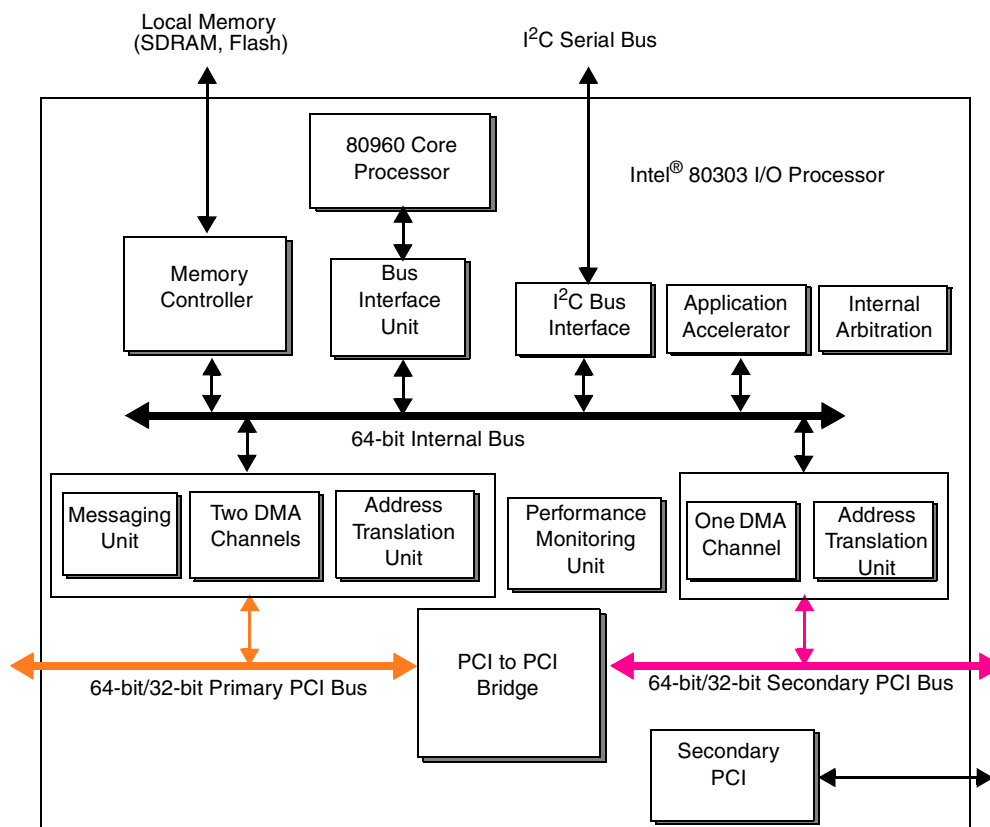 Local Memory
(SDRAM, Flash)
I²C Serial Bus
80960 Core
Processor
Intel® 80303 I/O Processor
Memory
Controller
Bus
Interface
Unit
I²C Bus
Interface
Application
Accelerator
Internal
Arbitration
64-bit Internal Bus
Messaging
Unit
Two DMA
Channels
Address
Translation
Unit
Performance
Monitoring
Unit
One DMA
Channel
Address
Translation
Unit
PCI to PCI
Bridge
64-bit/32-bit Primary PCI Bus
64-bit/32-bit Secondary PCI Bus
Secondary
PCI